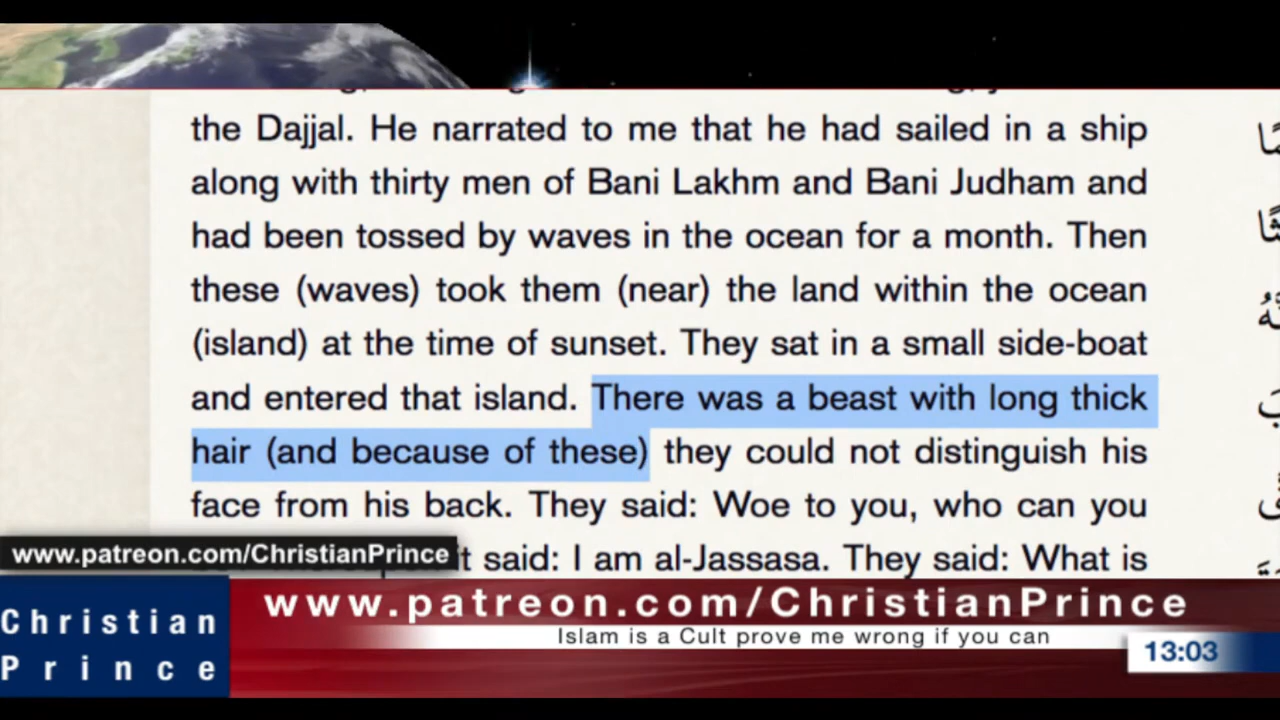 the Dajjal. He narrated to me that he had sailed in a ship
along with thirty men of Bani Lakhm and Bani Judham and
had been tossed by waves in the ocean for a month. Then
these (waves) took them (near) the land within the ocean
(island) at the time of sunset. They sat in a small side-boat
and entered that island. There was a beast with long thick
hair (and because of these) they could not distinguish his
face from his back. They said: Woe to you, who can you
said: I am al-Jassasa. They said: What is
www.patreon.com/ChristianPrince
www.patreon.com/ChristianPrince
Islam is a Cult prove me wrong if you can
Christian
Prince
13:03